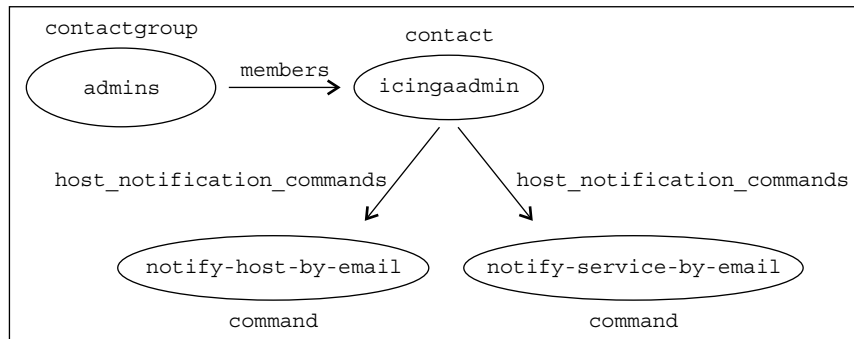 contactgroup
contact
members
admins
icingaadmin
host_notification_commands
host_notification_commands
notify-host-by-email
notify-service-by-email
command
command